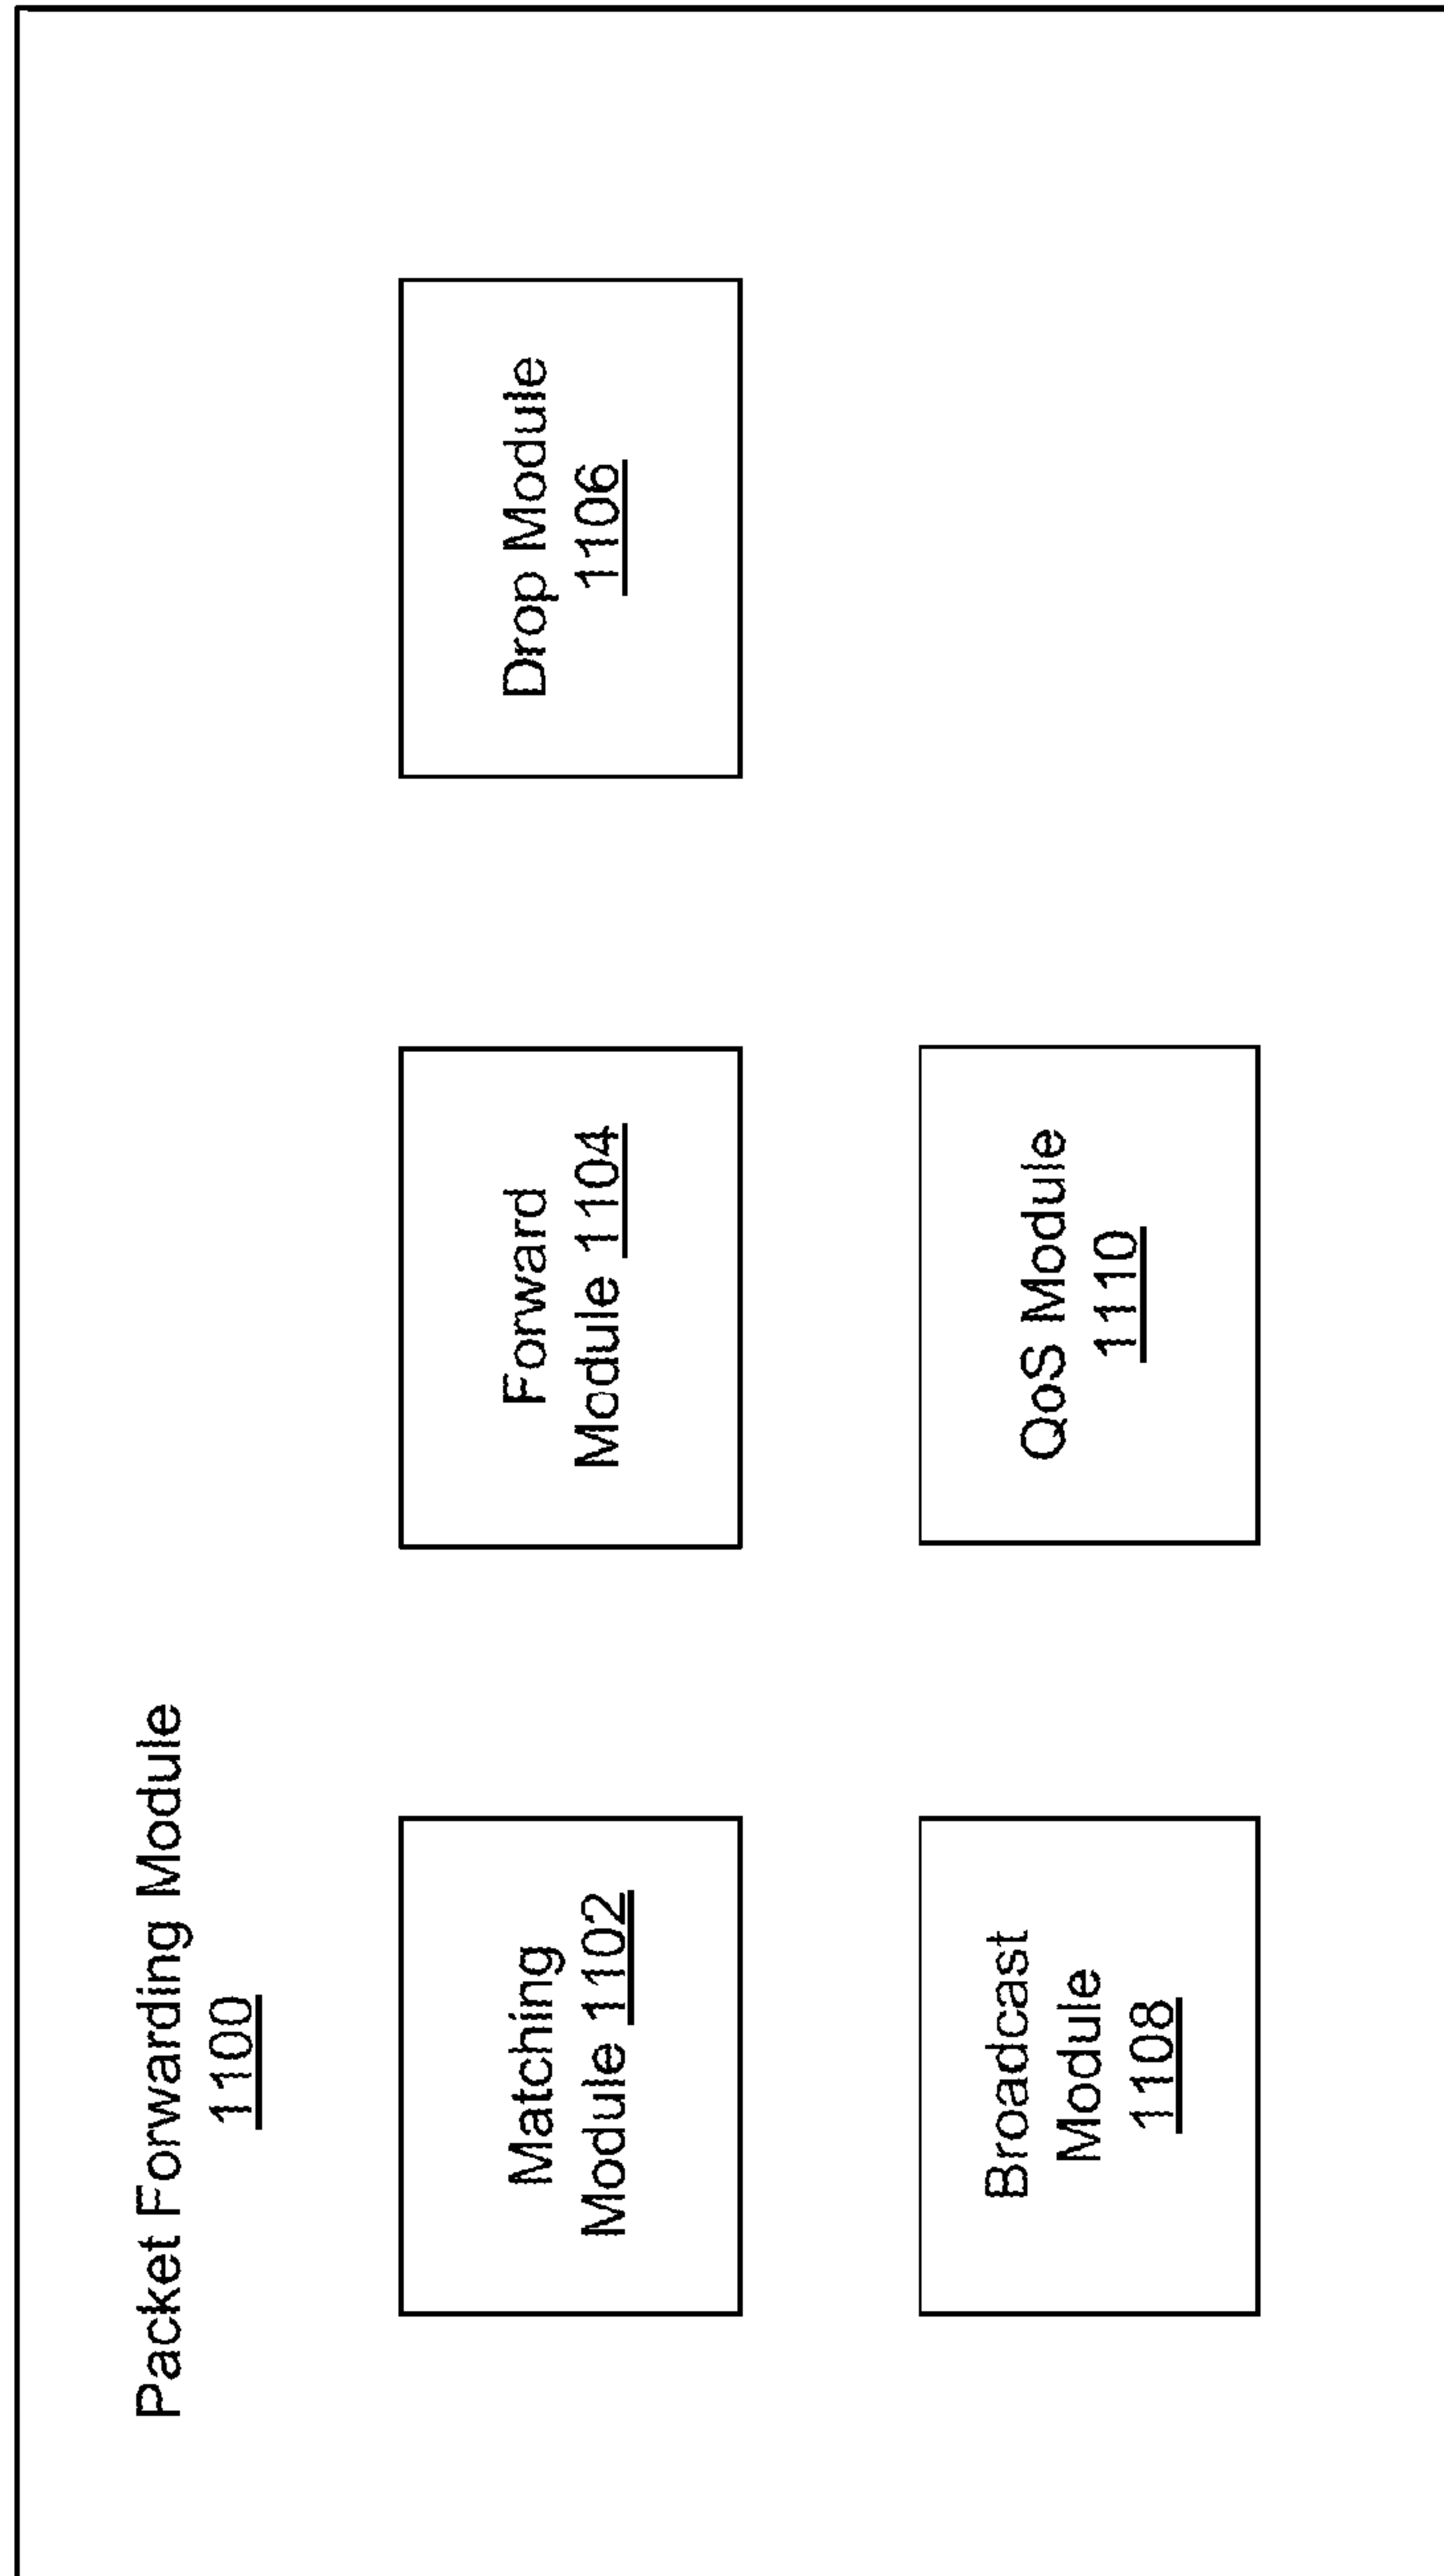 Packet Forwarding Module
1100
Matching
Module 1102
Forward
Module 1104
Drop Module
1106
Broadcast
Module
1108
QoS Module
1110